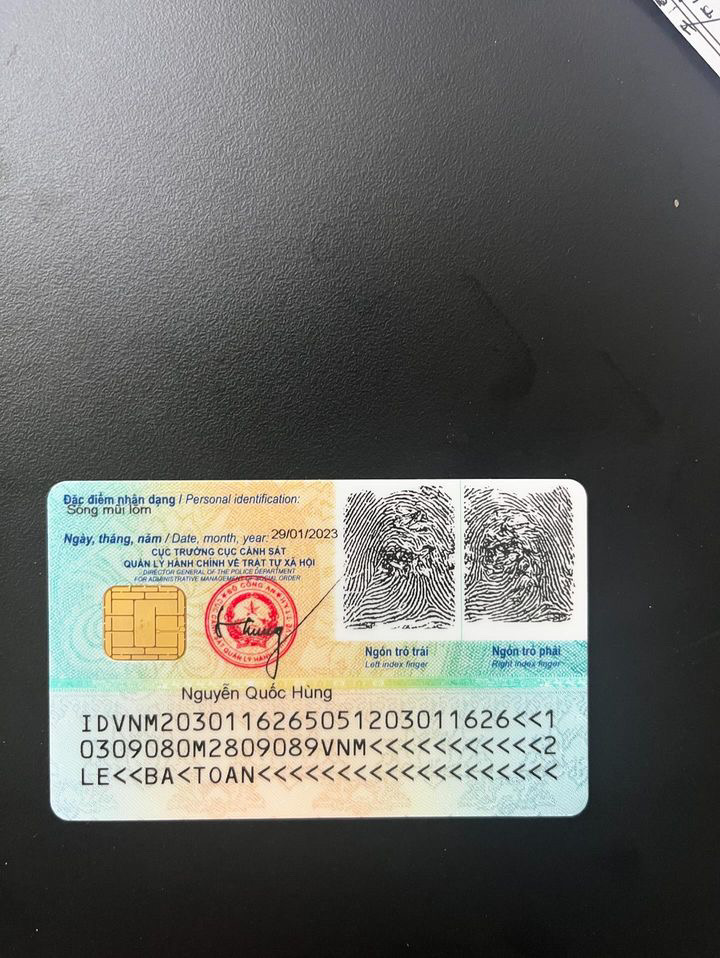 Đặc điểm nhận dạng / Personal identification:
Sống mũi lõm
Ngày, tháng, năm / Date, month, year: 29/01/2023
CỤC TRƯỞNG CỤC CẢNH SÁT
QUẢN LÝ HÀNH CHÍNH VỀ TRẬT TỰ XÃ HỘI
DIRECTOR GENERAL OF THE POLICE DEPARTMENT
FOR ADMINISTRATIVE MANAGEMENT OF SOCIAL ORDER
BỘ CÔNG AN
Ngón trỏ trái
Left index finger
Ngón trỏ phải
Right index finger
Nguyễn Quốc Hùng
IDVNM2030116265051203011626<<1
0309080M2809089VNM<<<<<<<<<<<2
LE<<BA<TOAN<<<<<<<<<<<<<<<<<<<